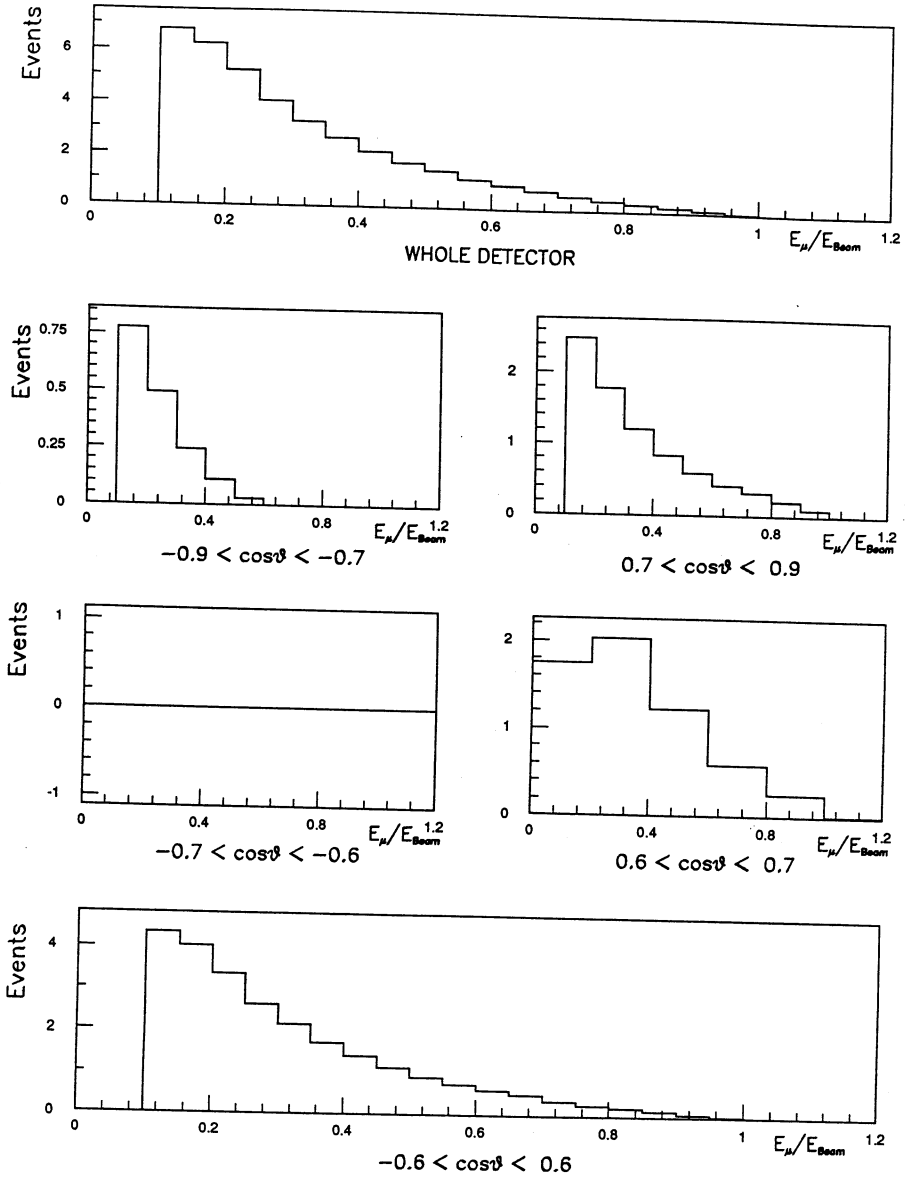 Events
6
4
2
0
0 0.2 0.4 0.6 0.8 1 1.2
E_μ/E_Beam
WHOLE DETECTOR
Events
0.75
0.5
0.25
0
0 0.4 0.8 1.2
E_μ/E_Beam
−0.9 < cosϑ < −0.7
2
1
0
0 0.4 0.8 1.2
E_μ/E_Beam
0.7 < cosϑ < 0.9
Events
1
0
-1
0 0.4 0.8 1.2
E_μ/E_Beam
−0.7 < cosϑ < −0.6
2
1
0
0 0.4 0.8 1.2
E_μ/E_Beam
0.6 < cosϑ < 0.7
Events
4
2
0
0 0.2 0.4 0.6 0.8 1 1.2
E_μ/E_Beam
−0.6 < cosϑ < 0.6